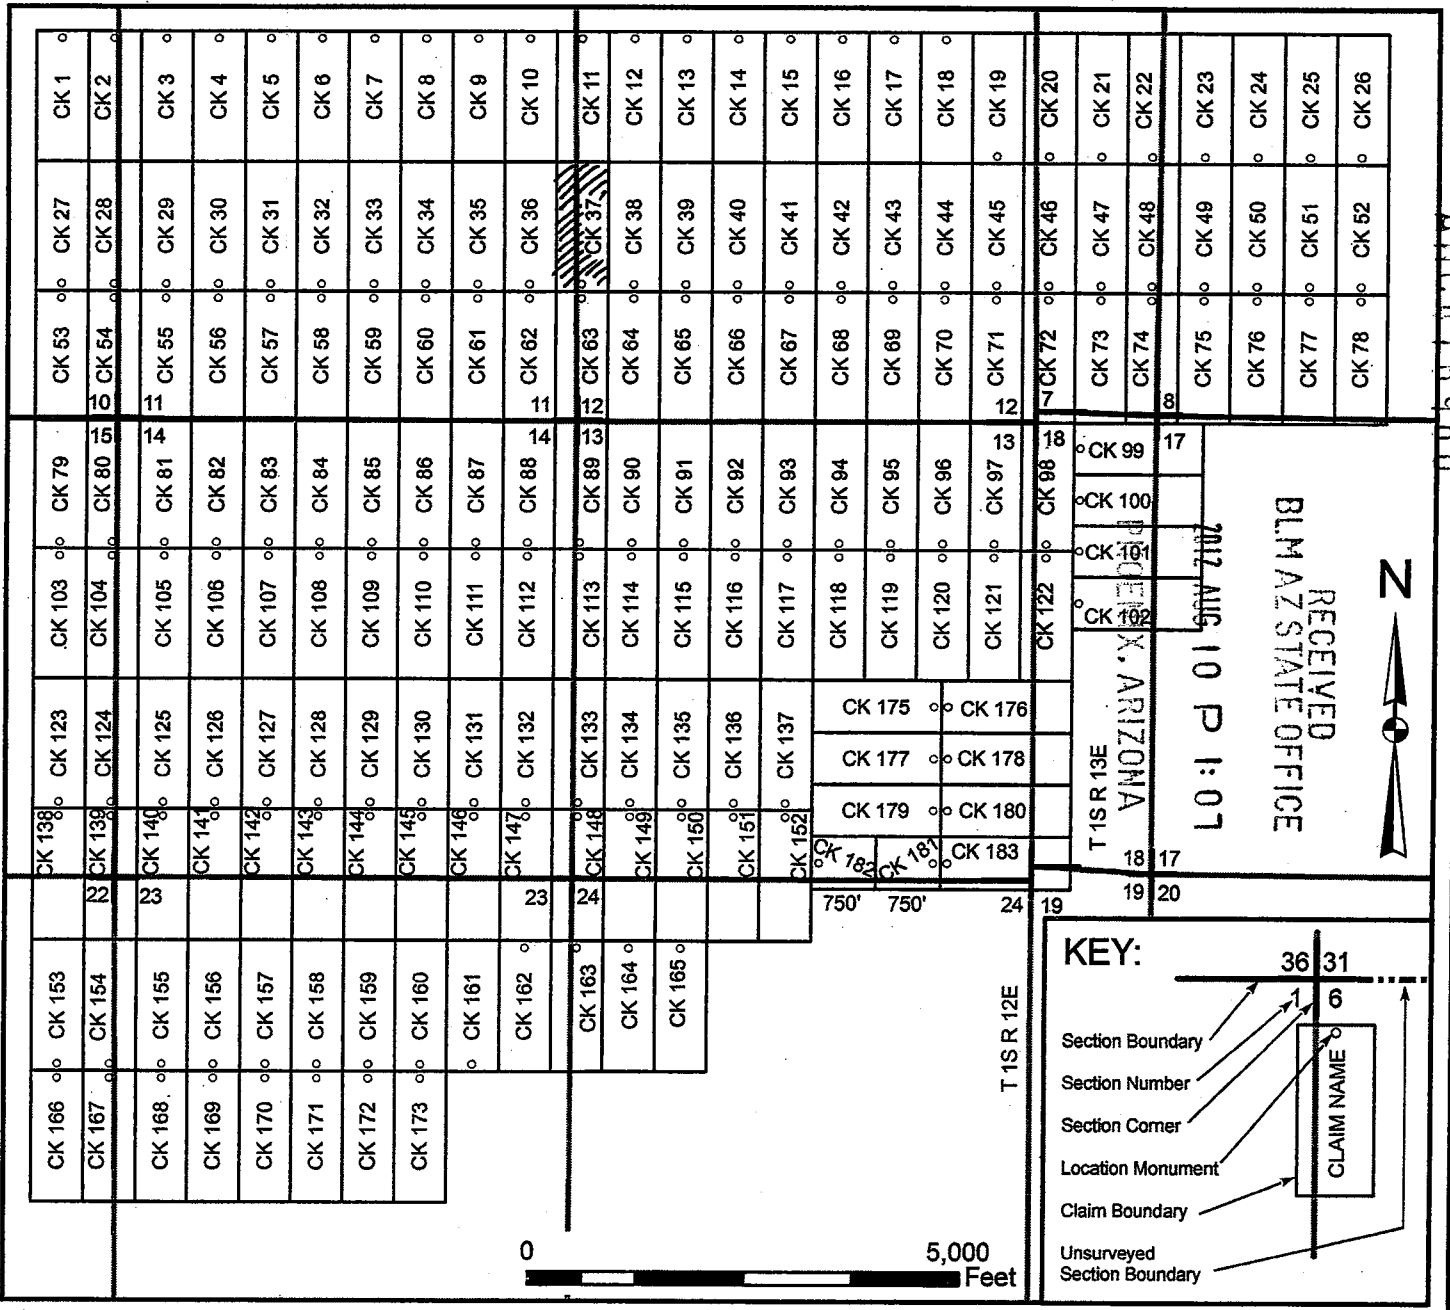 CK 1 CK 2 CK 3 CK 4 CK 5 CK 6 CK 7 CK 8 CK 9 CK 10 CK 11 CK 12 CK 13 CK 14 CK 15 CK 16 CK 17 CK 18 CK 19 CK 20 CK 21 CK 22 CK 23 CK 24 CK 25 CK 26
CK 27 CK 28 CK 29 CK 30 CK 31 CK 32 CK 33 CK 34 CK 35 CK 36 CK 37 CK 38 CK 39 CK 40 CK 41 CK 42 CK 43 CK 44 CK 45 CK 46 CK 47 CK 48 CK 49 CK 50 CK 51 CK 52
CK 53 CK 54 CK 55 CK 56 CK 57 CK 58 CK 59 CK 60 CK 61 CK 62 CK 63 CK 64 CK 65 CK 66 CK 67 CK 68 CK 69 CK 70 CK 71 CK 72 CK 73 CK 74 CK 75 CK 76 CK 77 CK 78
10 11 11 12 12 7 8
15 14 14 13 13 18 17
CK 79 CK 80 CK 81 CK 82 CK 83 CK 84 CK 85 CK 86 CK 87 CK 88 CK 89 CK 90 CK 91 CK 92 CK 93 CK 94 CK 95 CK 96 CK 97 CK 98
CK 99
CK 100
CK 101
CK 102
CK 103 CK 104 CK 105 CK 106 CK 107 CK 108 CK 109 CK 110 CK 111 CK 112 CK 113 CK 114 CK 115 CK 116 CK 117 CK 118 CK 119 CK 120 CK 121 CK 122
RECEIVED
BLM AZ STATE OFFICE
2012 AUG 10 P 1:01
PHOENIX, ARIZONA
N
T 1S R 13E
CK 123 CK 124 CK 125 CK 126 CK 127 CK 128 CK 129 CK 130 CK 131 CK 132 CK 133 CK 134 CK 135 CK 136 CK 137
CK 175 CK 176
CK 177 CK 178
CK 179 CK 180
CK 182 CK 181 CK 183
CK 138 CK 139 CK 140 CK 141 CK 142 CK 143 CK 144 CK 145 CK 146 CK 147 CK 148 CK 149 CK 150 CK 151 CK 152
18 17
22 23 23 24 750' 750' 24 19 19 20
CK 153 CK 154 CK 155 CK 156 CK 157 CK 158 CK 159 CK 160 CK 161 CK 162 CK 163 CK 164 CK 165
T 1S R 12E
CK 166 CK 167 CK 168 CK 169 CK 170 CK 171 CK 172 CK 173
0 5,000
Feet
KEY:
36 31
1 6
Section Boundary
Section Number
Section Corner
Location Monument
Claim Boundary
Unsurveyed
Section Boundary
CLAIM NAME